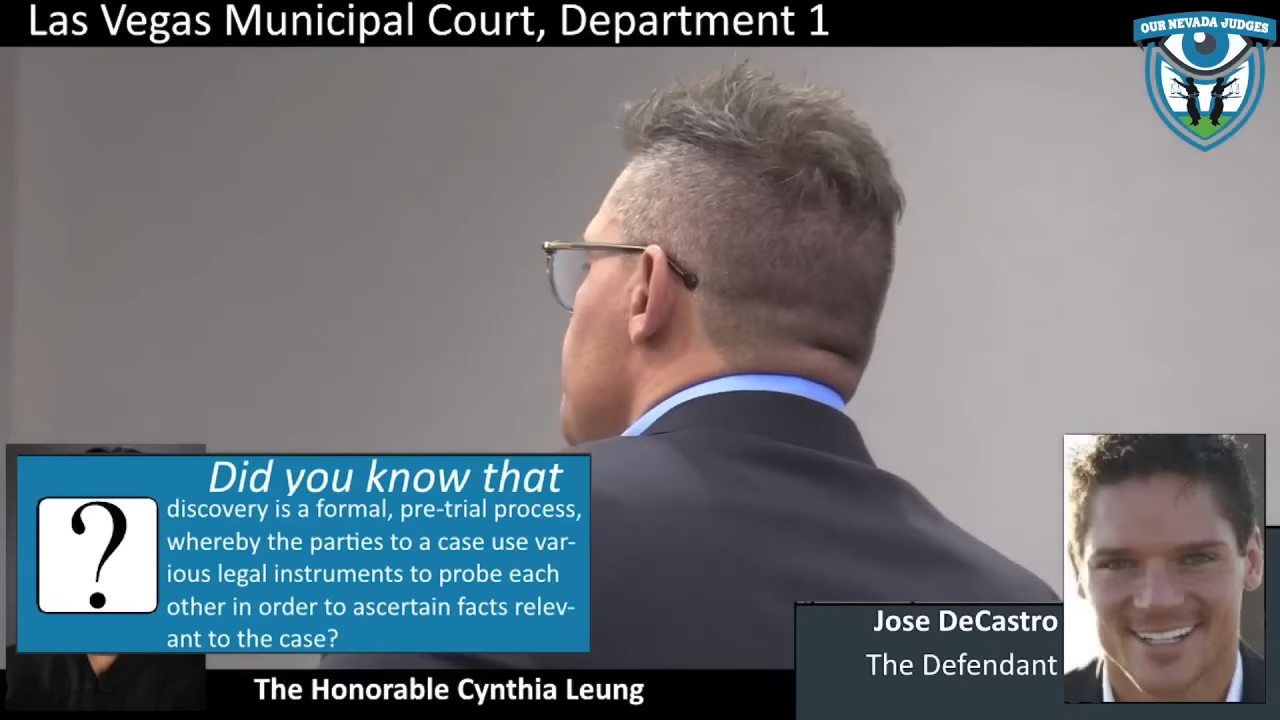 Las Vegas Municipal Court, Department 1
OUR NEVADA JUDGES
Did you know that
?
discovery is a formal, pre-trial process,
whereby the parties to a case use var-
ious legal instruments to probe each
other in order to ascertain facts relev-
ant to the case?
Jose DeCastro
The Defendant
The Honorable Cynthia Leung